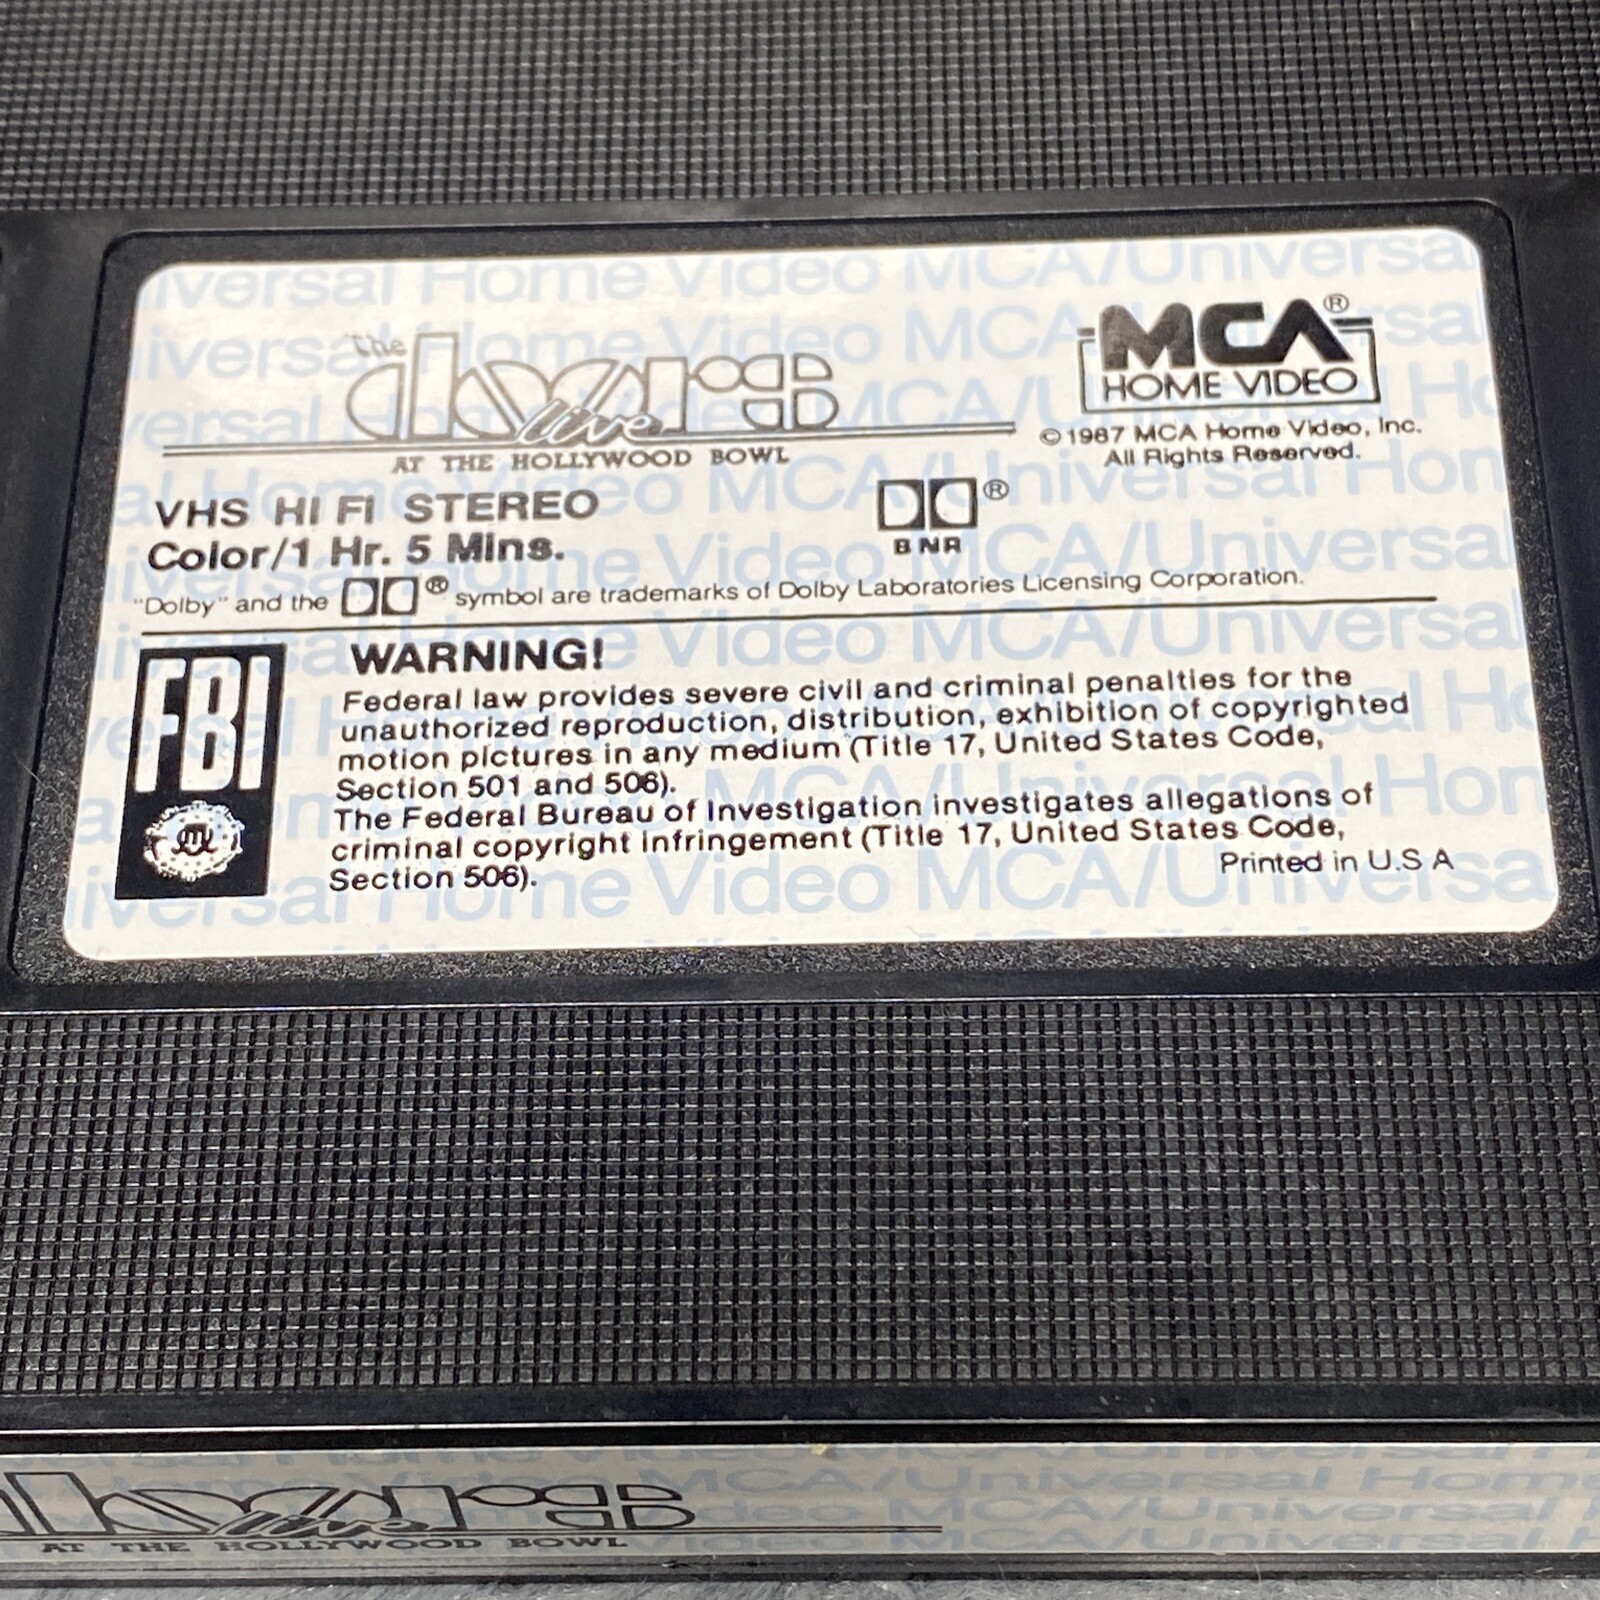 The doors live
AT THE HOLLYWOOD BOWL
MCA®
HOME VIDEO
©1987 MCA Home Video, Inc.
All Rights Reserved.
VHS HI FI STEREO
Color/1 Hr. 5 Mins.
®
B NR
"Dolby" and the ® symbol are trademarks of Dolby Laboratories Licensing Corporation.
FBI
WARNING!
Federal law provides severe civil and criminal penalties for the
unauthorized reproduction, distribution, exhibition of copyrighted
motion pictures in any medium (Title 17, United States Code,
Section 501 and 506).
The Federal Bureau of Investigation investigates allegations of
criminal copyright infringement (Title 17, United States Code,
Section 506).
Printed in U.S A
doors live
AT THE HOLLYWOOD BOWL
MCA/Universal Home